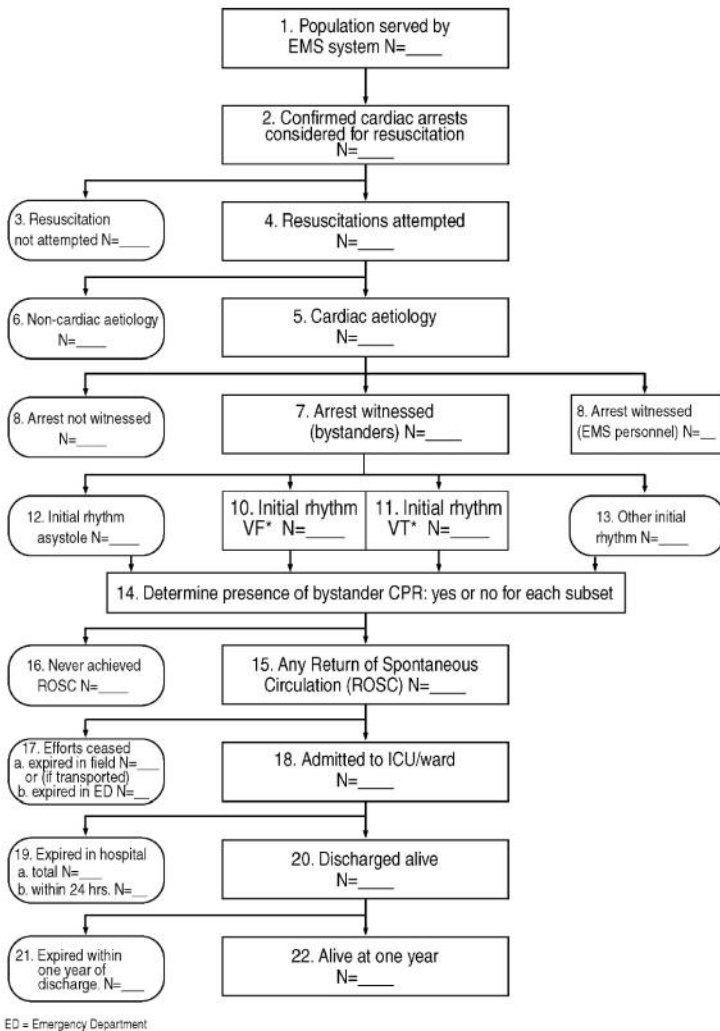 1. Population served by
EMS system N=____
2. Confirmed cardiac arrests
considered for resuscitation
N=____
3. Resuscitation
not attempted N=____
4. Resuscitations attempted
N=____
6. Non-cardiac aetiology
N=____
5. Cardiac aetiology
N=____
8. Arrest not witnessed
N=____
7. Arrest witnessed
(bystanders) N=____
8. Arrest witnessed
(EMS personnel) N=__
12. Initial rhythm
asystole N=____
10. Initial rhythm
VF* N=____
11. Initial rhythm
VT* N=____
13. Other initial
rhythm N=____
14. Determine presence of bystander CPR: yes or no for each subset
16. Never achieved
ROSC N=____
15. Any Return of Spontaneous
Circulation (ROSC) N=____
17. Efforts ceased
a. expired in field N=___
or (if transported)
b. expired in ED N=__
18. Admitted to ICU/ward
N=____
19. Expired in hospital
a. total N=___
b. within 24 hrs. N=__
20. Discharged alive
N=____
21. Expired within
one year of
discharge. N=___
22. Alive at one year
N=____
ED = Emergency Department